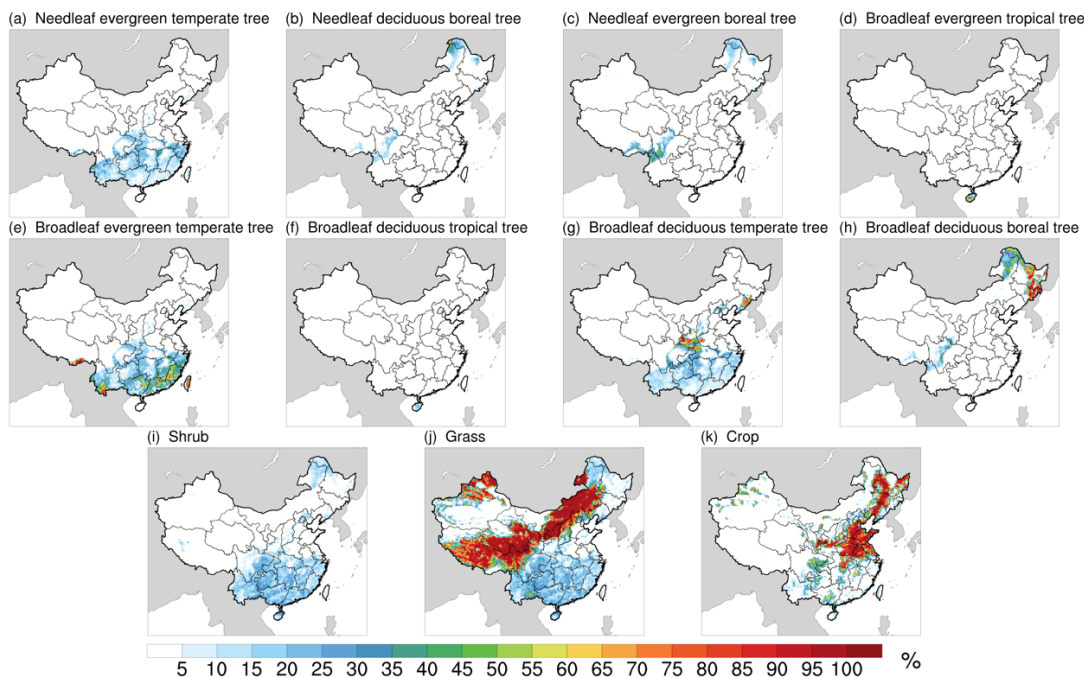 (a) Needleaf evergreen temperate tree
(b) Needleaf deciduous boreal tree
(c) Needleaf evergreen boreal tree
(d) Broadleaf evergreen tropical tree
(e) Broadleaf evergreen temperate tree
(f) Broadleaf deciduous tropical tree
(g) Broadleaf deciduous temperate tree
(h) Broadleaf deciduous boreal tree
(i) Shrub
(j) Grass
(k) Crop
5 10 15 20 25 30 35 40 45 50 55 60 65 70 75 80 85 90 95 100 %